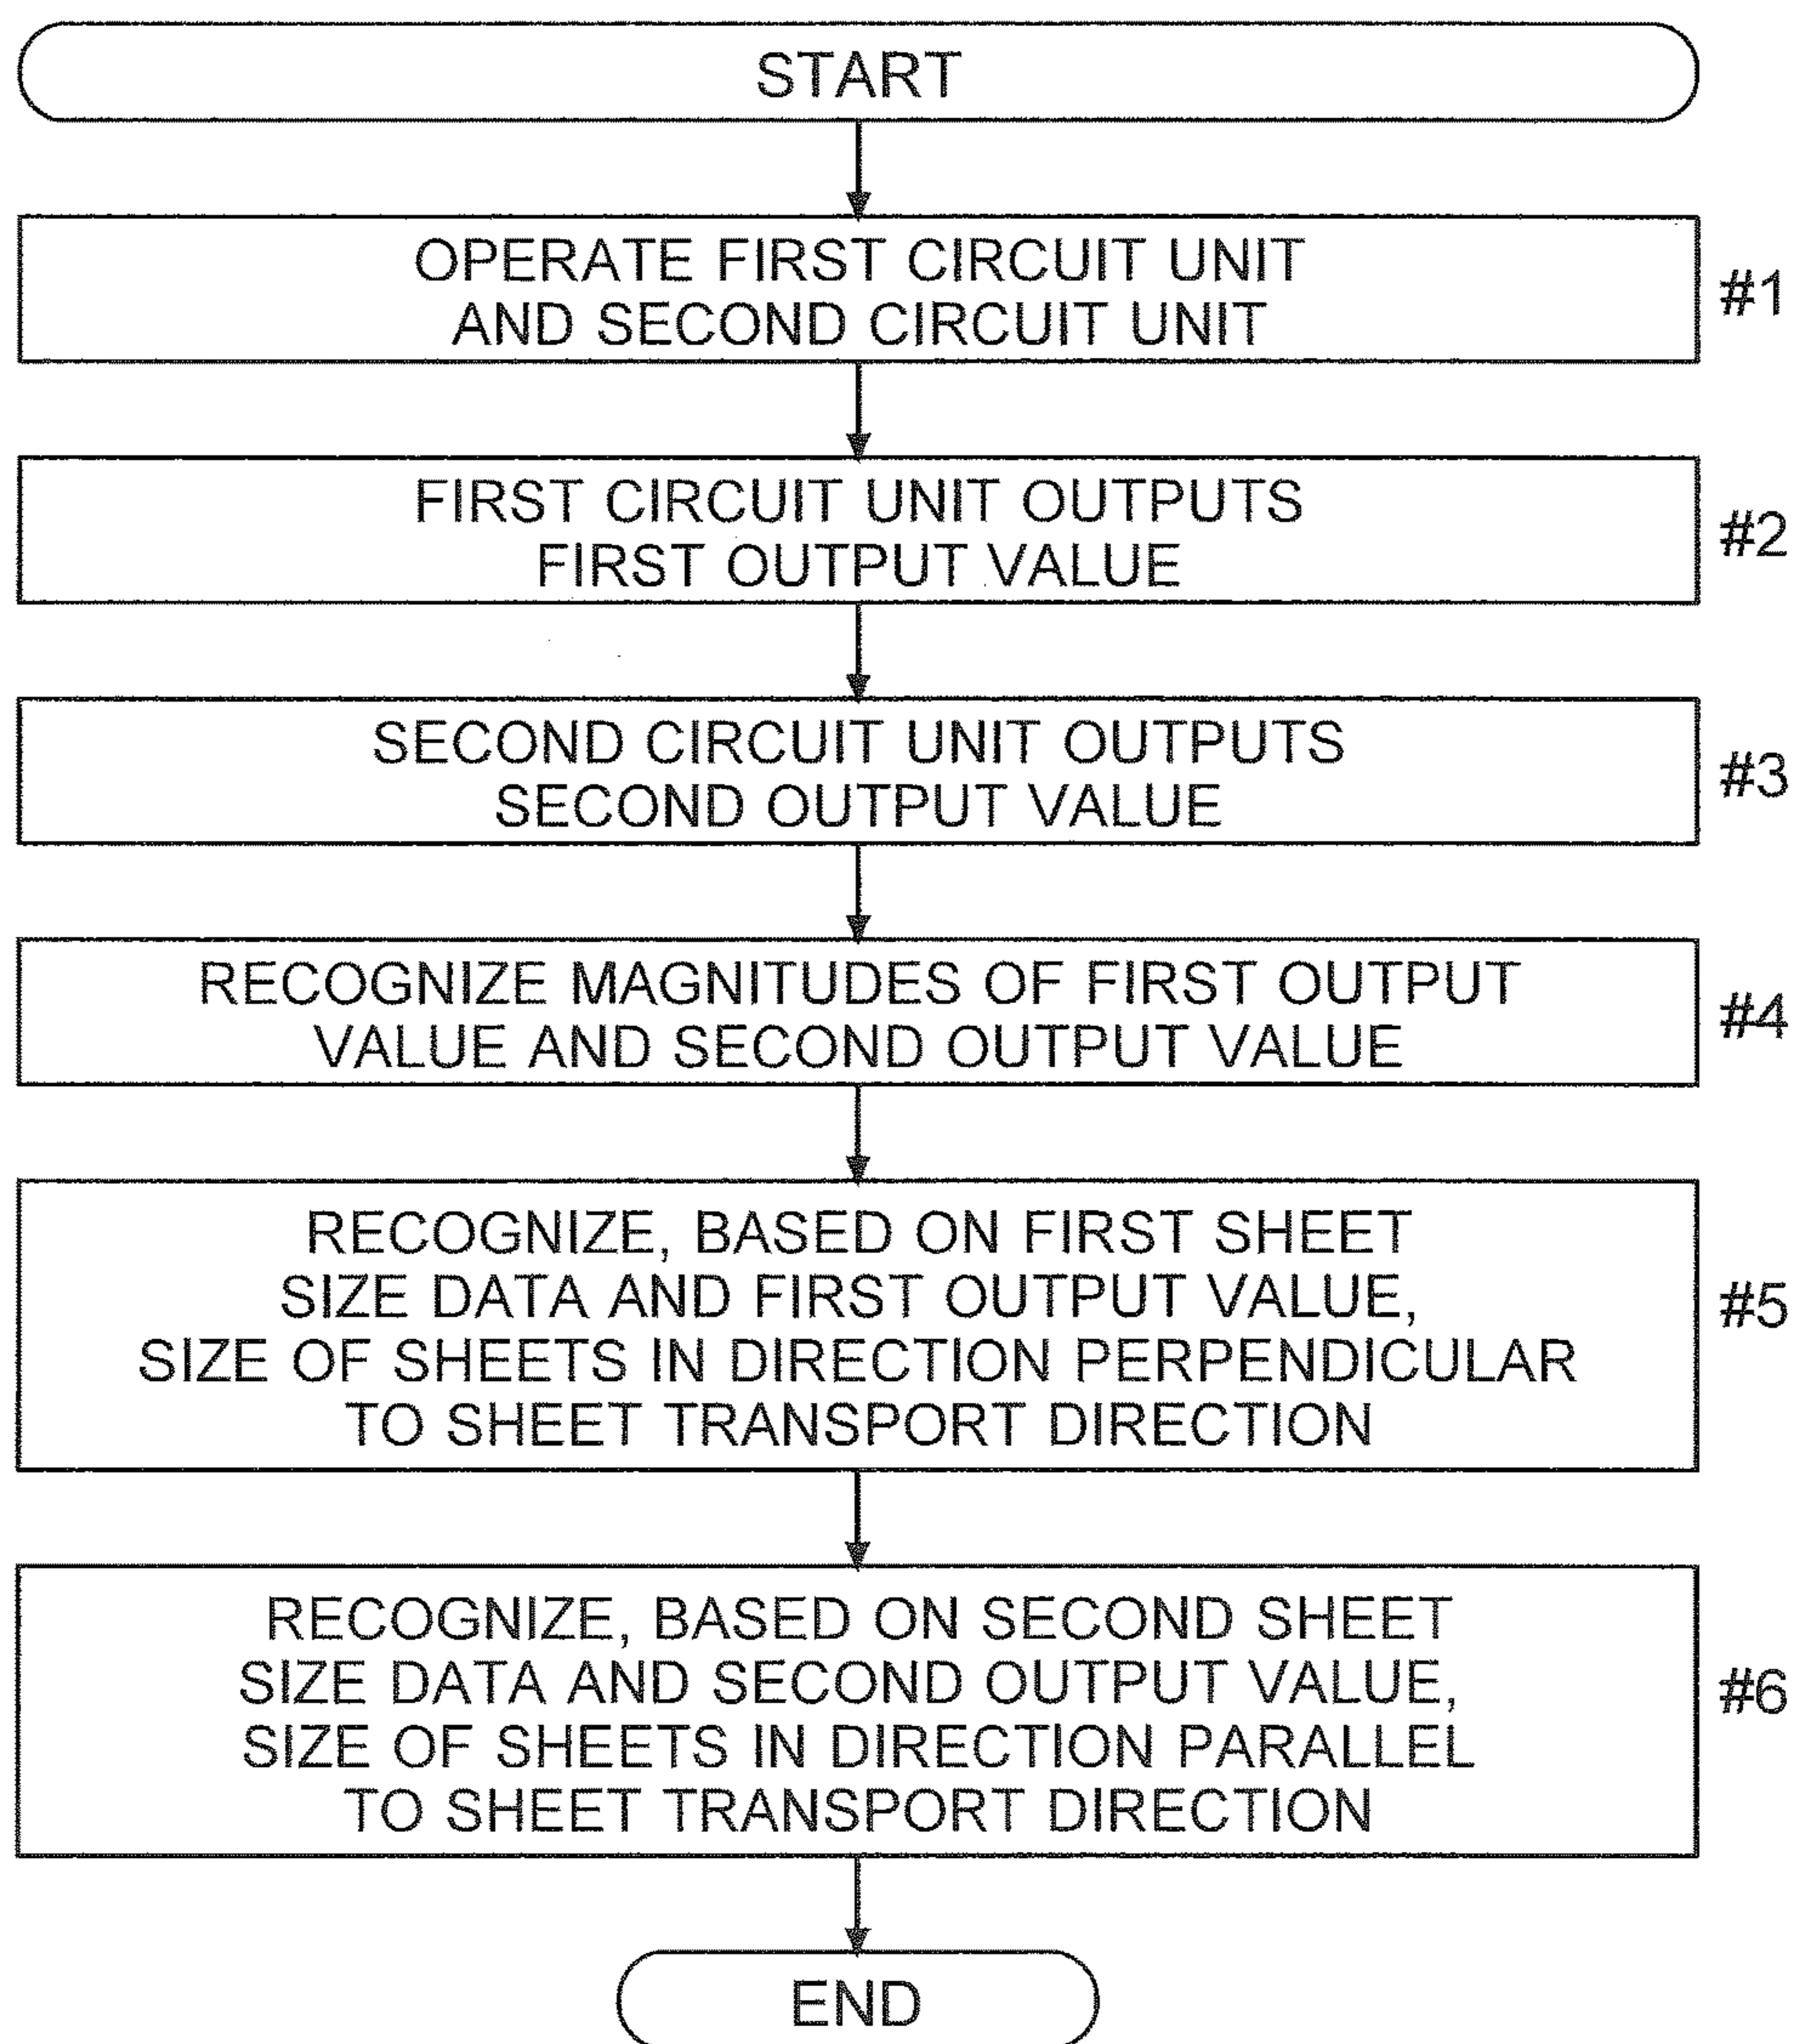 START
OPERATE FIRST CIRCUIT UNIT
AND SECOND CIRCUIT UNIT
#1
FIRST CIRCUIT UNIT OUTPUTS
FIRST OUTPUT VALUE
#2
SECOND CIRCUIT UNIT OUTPUTS
SECOND OUTPUT VALUE
#3
RECOGNIZE MAGNITUDES OF FIRST OUTPUT
VALUE AND SECOND OUTPUT VALUE
#4
RECOGNIZE, BASED ON FIRST SHEET
SIZE DATA AND FIRST OUTPUT VALUE,
SIZE OF SHEETS IN DIRECTION PERPENDICULAR
TO SHEET TRANSPORT DIRECTION
#5
RECOGNIZE, BASED ON SECOND SHEET
SIZE DATA AND SECOND OUTPUT VALUE,
SIZE OF SHEETS IN DIRECTION PARALLEL
TO SHEET TRANSPORT DIRECTION
#6
END